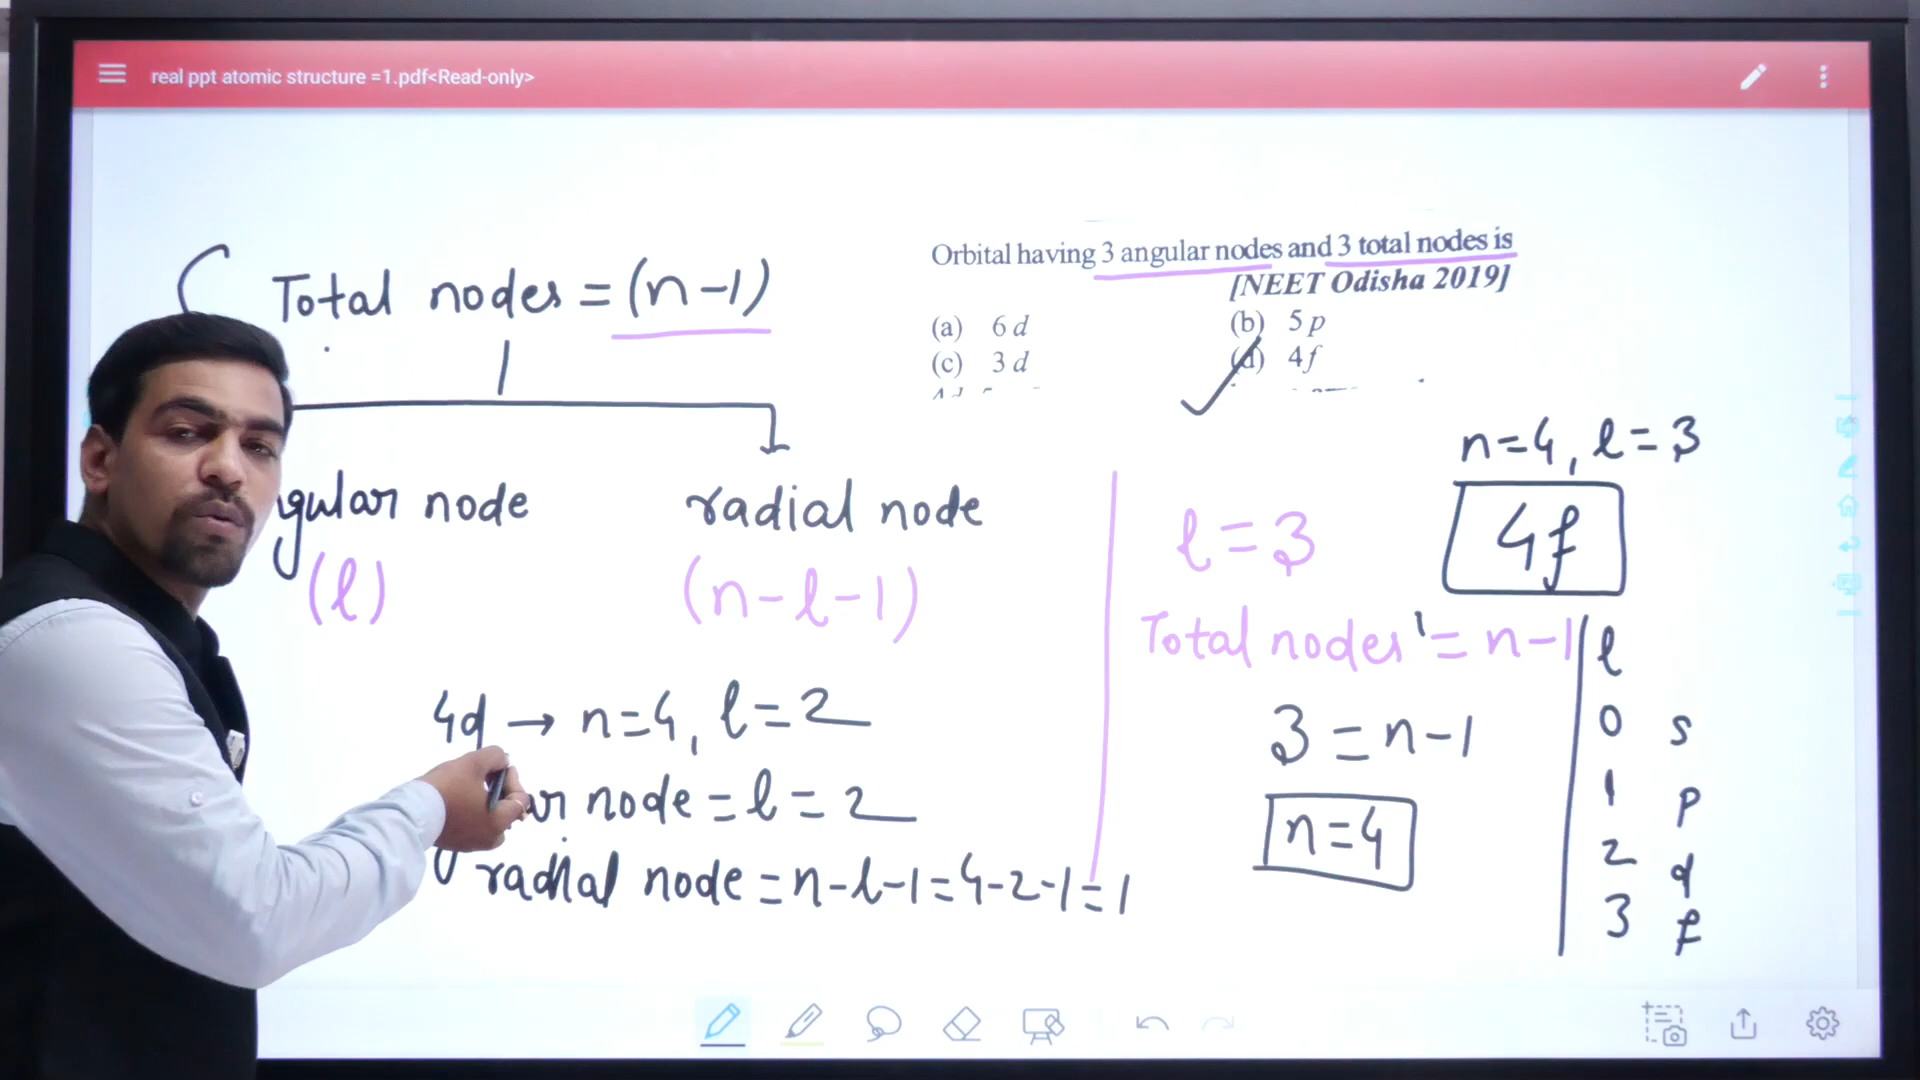 real ppt atomic structure =1.pdf<Read-only>
Total nodes = (n-1)
gular node
radial node
(l)
(n-l-1)
4d → n=4, l=2
ar node = l = 2
radial node = n-l-1 = 4-2-1 = 1
Orbital having 3 angular nodes and 3 total nodes is
[NEET Odisha 2019]
(a) 6d (b) 5p
(c) 3d (d) 4f
n=4, l=3
4f
l=3
Total nodes = n-1
3 = n-1
n=4
l
0 s
1 p
2 d
3 f